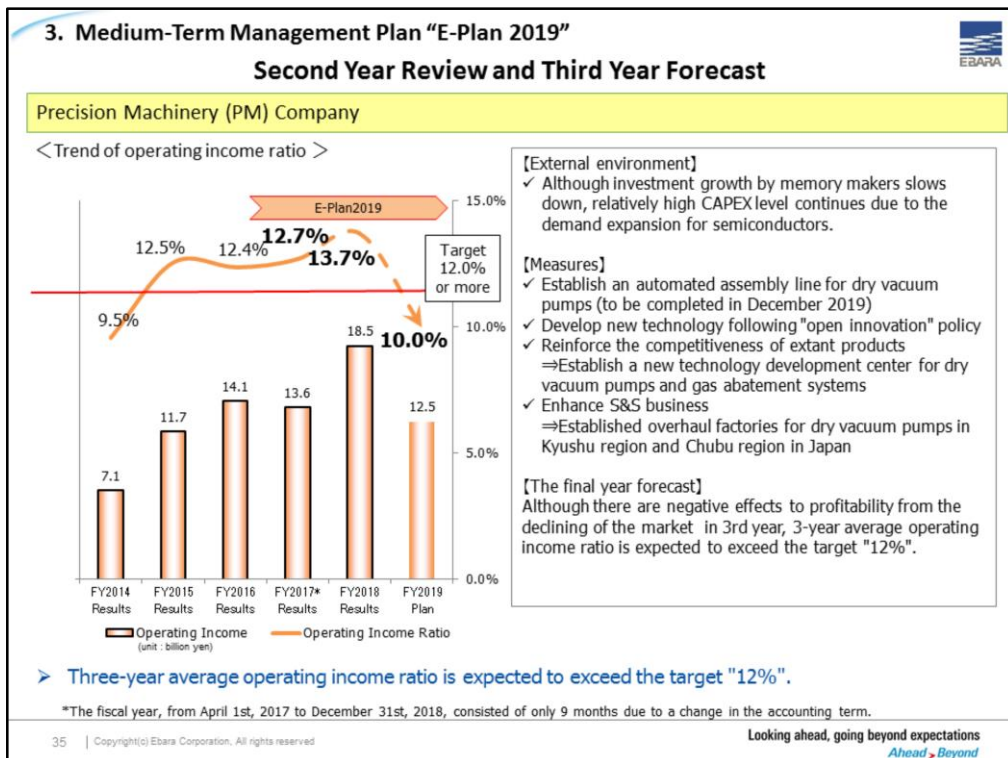 3. Medium-Term Management Plan “E-Plan 2019”
EBARA
Second Year Review and Third Year Forecast
Precision Machinery (PM) Company
＜Trend of operating income ratio ＞
E-Plan2019
15.0%
12.5%
12.4%
12.7%
13.7%
Target
12.0%
or more
9.5%
10.0%
10.0%
18.5
14.1
13.6
12.5
11.7
7.1
5.0%
0.0%
FY2014 FY2015 FY2016 FY2017* FY2018 FY2019
Results Results Results Results Results Plan
Operating Income Operating Income Ratio
(unit : billion yen)
【External environment】
✓ Although investment growth by memory makers slows
down, relatively high CAPEX level continues due to the
demand expansion for semiconductors.
【Measures】
✓ Establish an automated assembly line for dry vacuum
pumps (to be completed in December 2019)
✓ Develop new technology following "open innovation" policy
✓ Reinforce the competitiveness of extant products
⇒Establish a new technology development center for dry
vacuum pumps and gas abatement systems
✓ Enhance S&S business
⇒Established overhaul factories for dry vacuum pumps in
Kyushu region and Chubu region in Japan
【The final year forecast】
Although there are negative effects to profitability from the
declining of the market in 3rd year, 3-year average operating
income ratio is expected to exceed the target "12%".
➢ Three-year average operating income ratio is expected to exceed the target "12%".
*The fiscal year, from April 1st, 2017 to December 31st, 2018, consisted of only 9 months due to a change in the accounting term.
35 | Copyright(c) Ebara Corporation, All rights reserved
Looking ahead, going beyond expectations
Ahead > Beyond